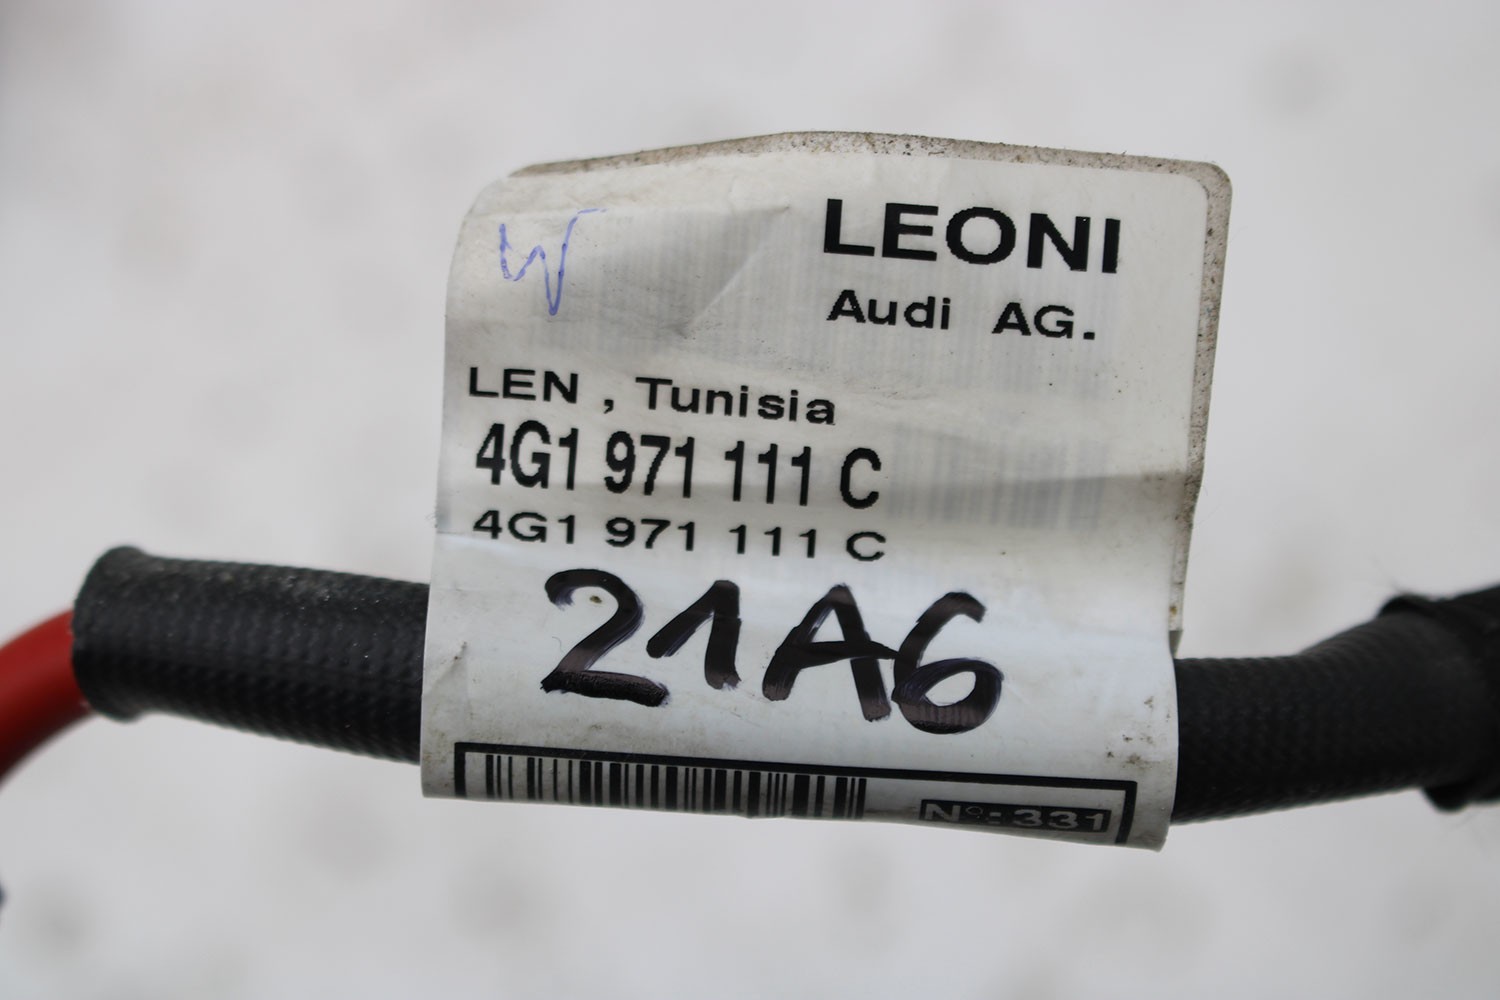 W
LEONI
Audi AG.
LEN , Tunisia
4G1 971 111 C
4G1 971 111 C
21A6
Nº:331